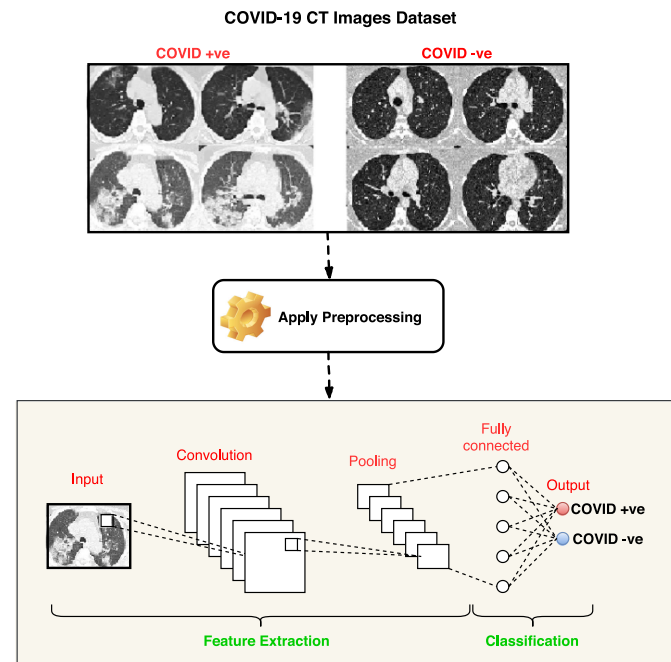 COVID-19 CT Images Dataset
COVID +ve
COVID -ve
Apply Preprocessing
Fully
connected
Convolution
Pooling
Input
Output
COVID +ve
COVID -ve
Feature Extraction
Classification